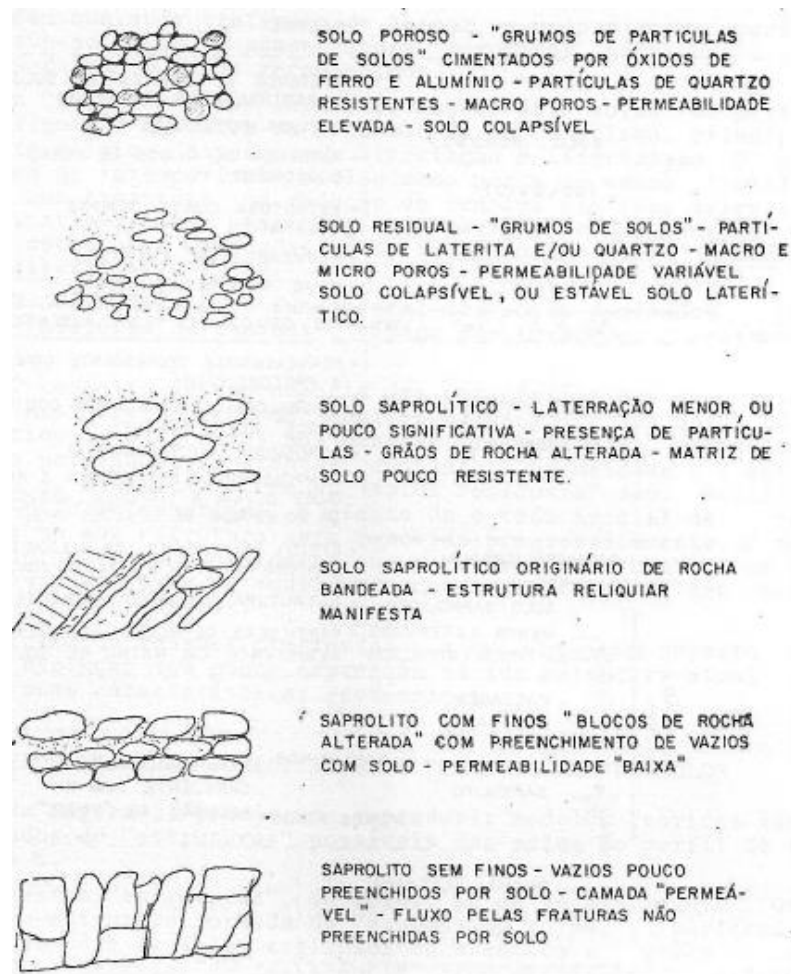 SOLO POROSO - "GRUMOS DE PARTICULAS
DE SOLOS" CIMENTADOS POR ÓXIDOS DE
FERRO E ALUMÍNIO - PARTÍCULAS DE QUARTZO
RESISTENTES - MACRO POROS - PERMEABILIDADE
ELEVADA - SOLO COLAPSÍVEL
SOLO RESIDUAL - "GRUMOS DE SOLOS" - PARTÍ-
CULAS DE LATERITA E/OU QUARTZO - MACRO E
MICRO POROS - PERMEABILIDADE VARIÁVEL
SOLO COLAPSÍVEL, OU ESTÁVEL SOLO LATERÍ-
TICO.
SOLO SAPROLÍTICO - LATERRAÇÃO MENOR, OU
POUCO SIGNIFICATIVA - PRESENÇA DE PARTÍCU-
LAS - GRÃOS DE ROCHA ALTERADA - MATRIZ DE
SOLO POUCO RESISTENTE.
SOLO SAPROLÍTICO ORIGINÁRIO DE ROCHA
BANDEADA - ESTRUTURA RELIQUIAR
MANIFESTA
SAPROLITO COM FINOS "BLOCOS DE ROCHA
ALTERADA" COM PREENCHIMENTO DE VAZIOS
COM SOLO - PERMEABILIDADE "BAIXA"
SAPROLITO SEM FINOS - VAZIOS POUCO
PREENCHIDOS POR SOLO - CAMADA "PERMEÁ-
VEL" - FLUXO PELAS FRATURAS NÃO
PREENCHIDAS POR SOLO